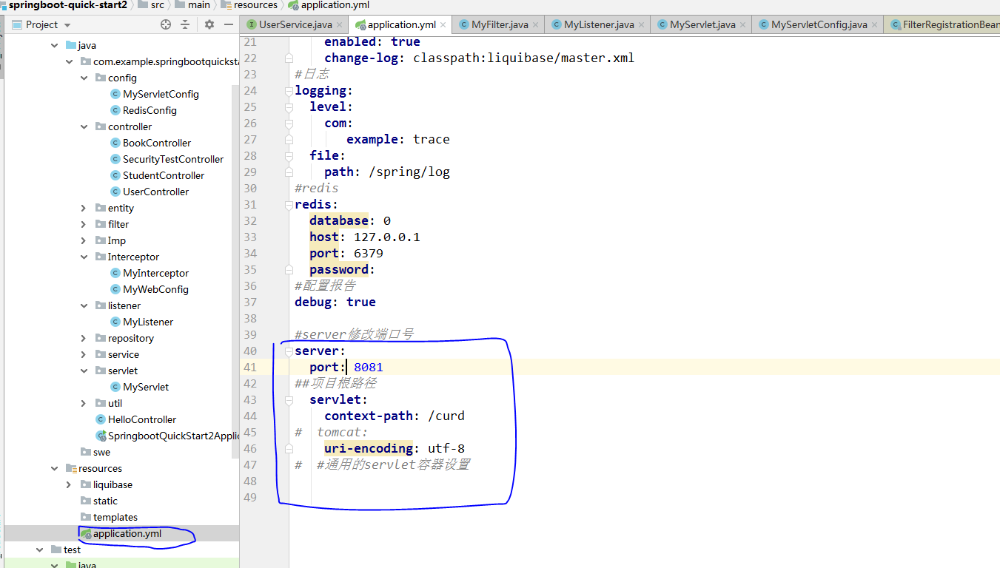 springboot-quick-start2 src main resources application.yml
Project
UserService.java application.yml MyFilter.java MyListener.java MyServlet.java MyServletConfig.java FilterRegistrationBean
java
com.example.springbootquicksta
config
MyServletConfig
RedisConfig
controller
BookController
SecurityTestController
StudentController
UserController
entity
filter
Imp
Interceptor
MyInterceptor
MyWebConfig
listener
MyListener
repository
service
servlet
MyServlet
util
HelloController
SpringbootQuickStart2Applic
swe
resources
liquibase
static
templates
application.yml
test
java
21 enabled: true
22 change-log: classpath:liquibase/master.xml
23 #日志
24 logging:
25 level:
26 com:
27 example: trace
28 file:
29 path: /spring/log
30 #redis
31 redis:
32 database: 0
33 host: 127.0.0.1
34 port: 6379
35 password:
36 #配置报告
37 debug: true
38
39 #server修改端口号
40 server:
41 port: 8081
42 ##项目根路径
43 servlet:
44 context-path: /curd
45 # tomcat:
46 uri-encoding: utf-8
47 # #通用的servlet容器设置
48
49